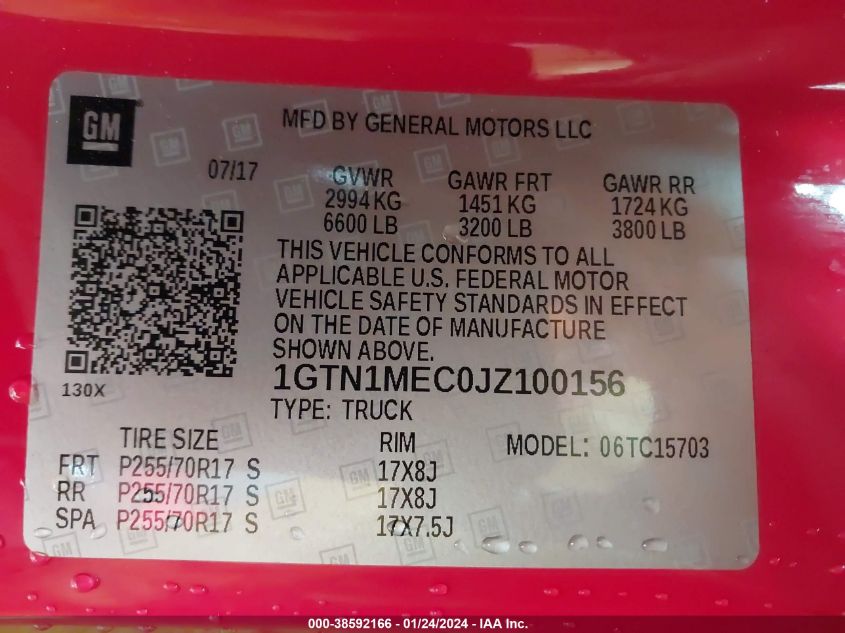 GM
MFD BY GENERAL MOTORS LLC
07/17
GVWR GAWR FRT GAWR RR
2994 KG 1451 KG 1724 KG
6600 LB 3200 LB 3800 LB
THIS VEHICLE CONFORMS TO ALL
APPLICABLE U.S. FEDERAL MOTOR
VEHICLE SAFETY STANDARDS IN EFFECT
ON THE DATE OF MANUFACTURE
SHOWN ABOVE.
130X
1GTN1MEC0JZ100156
TYPE: TRUCK
TIRE SIZE RIM MODEL: 06TC15703
FRT P255/70R17 S 17X8J
RR P255/70R17 S 17X8J
SPA P255/70R17 S 17X7.5J
000-38592166 - 01/24/2024 - IAA Inc.